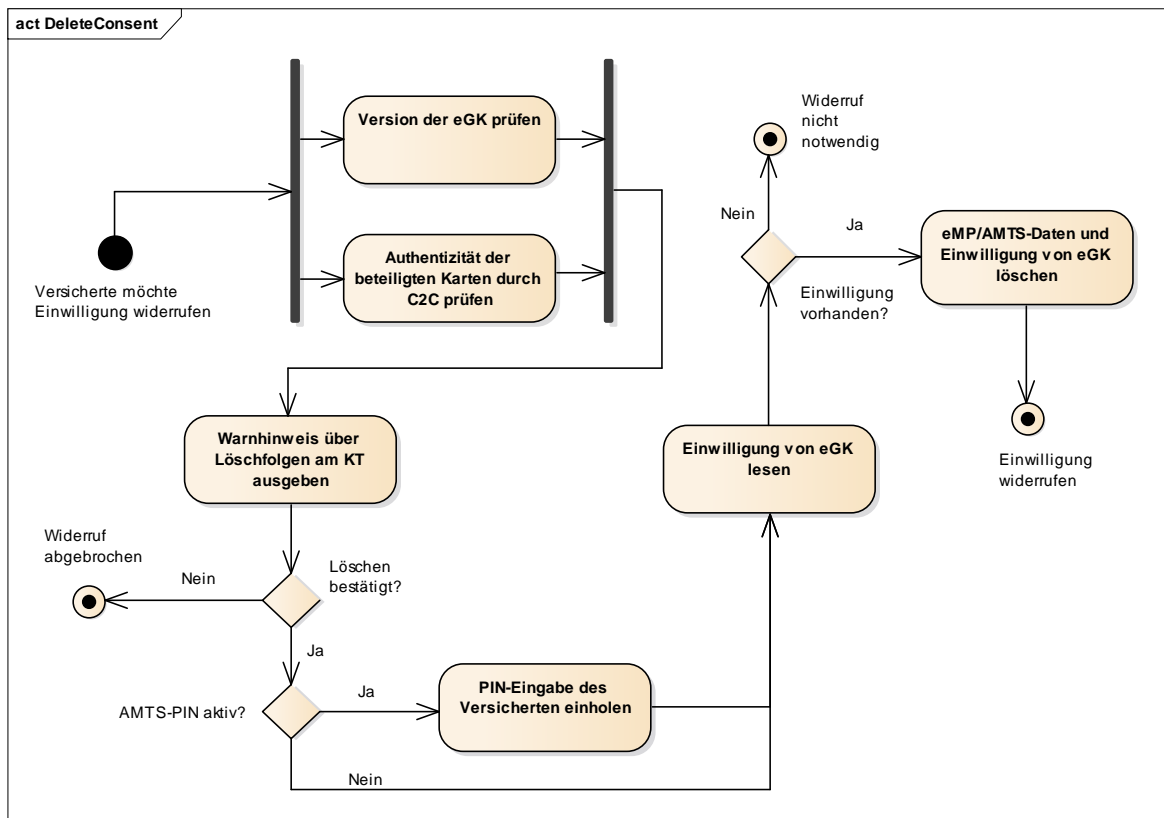 act DeleteConsent
Version der eGK prüfen
Authentizität der
beteiligten Karten durch
C2C prüfen
Versicherte möchte
Einwilligung widerrufen
Warnhinweis über
Löschfolgen am KT
ausgeben
Widerruf
abgebrochen
Nein
Löschen
bestätigt?
Ja
AMTS-PIN aktiv?
Ja
PIN-Eingabe des
Versicherten einholen
Nein
Einwilligung von eGK
lesen
Widerruf
nicht
notwendig
Nein
Ja
Einwilligung
vorhanden?
eMP/AMTS-Daten und
Einwilligung von eGK
löschen
Einwilligung
widerrufen